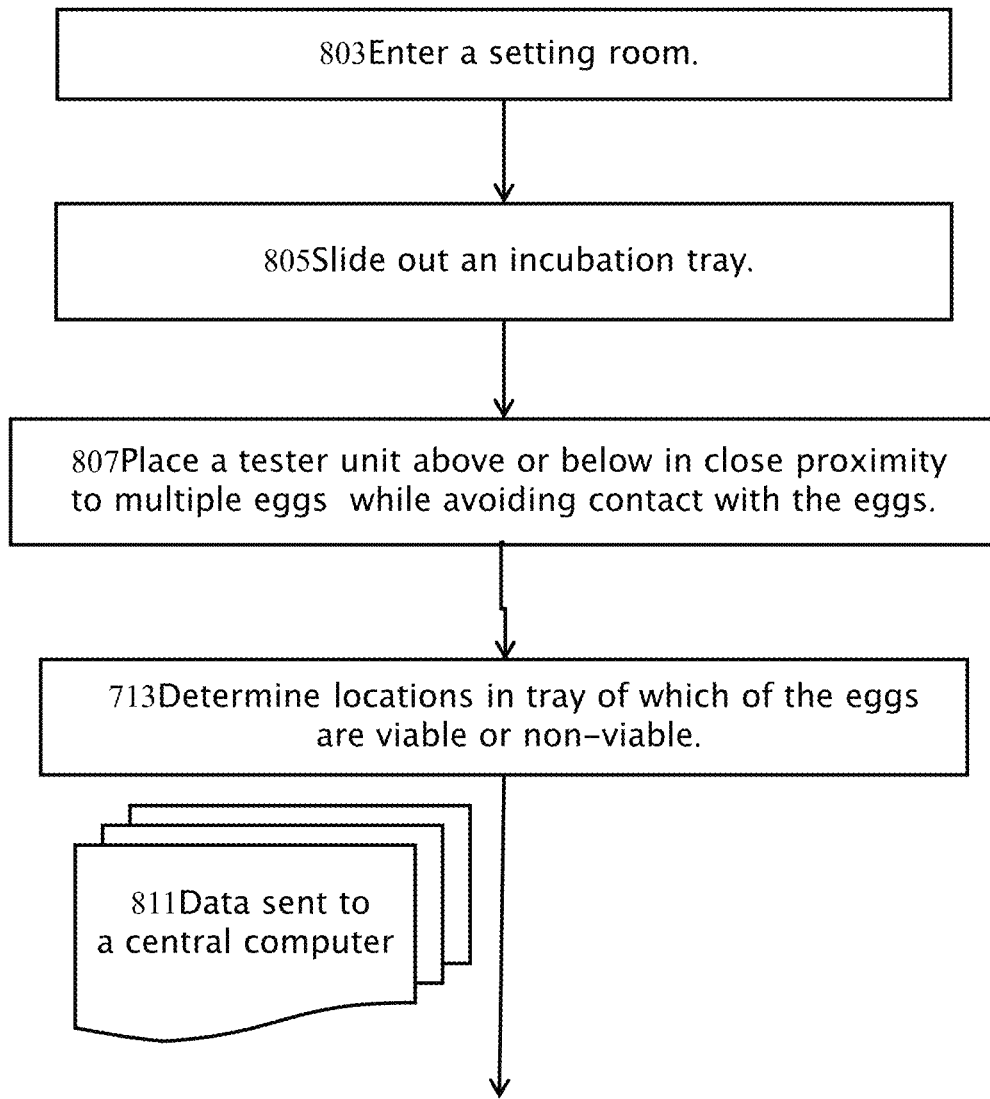 803Enter a setting room.
805Slide out an incubation tray.
807Place a tester unit above or below in close proximity
to multiple eggs while avoiding contact with the eggs.
713Determine locations in tray of which of the eggs
are viable or non-viable.
811Data sent to
a central computer